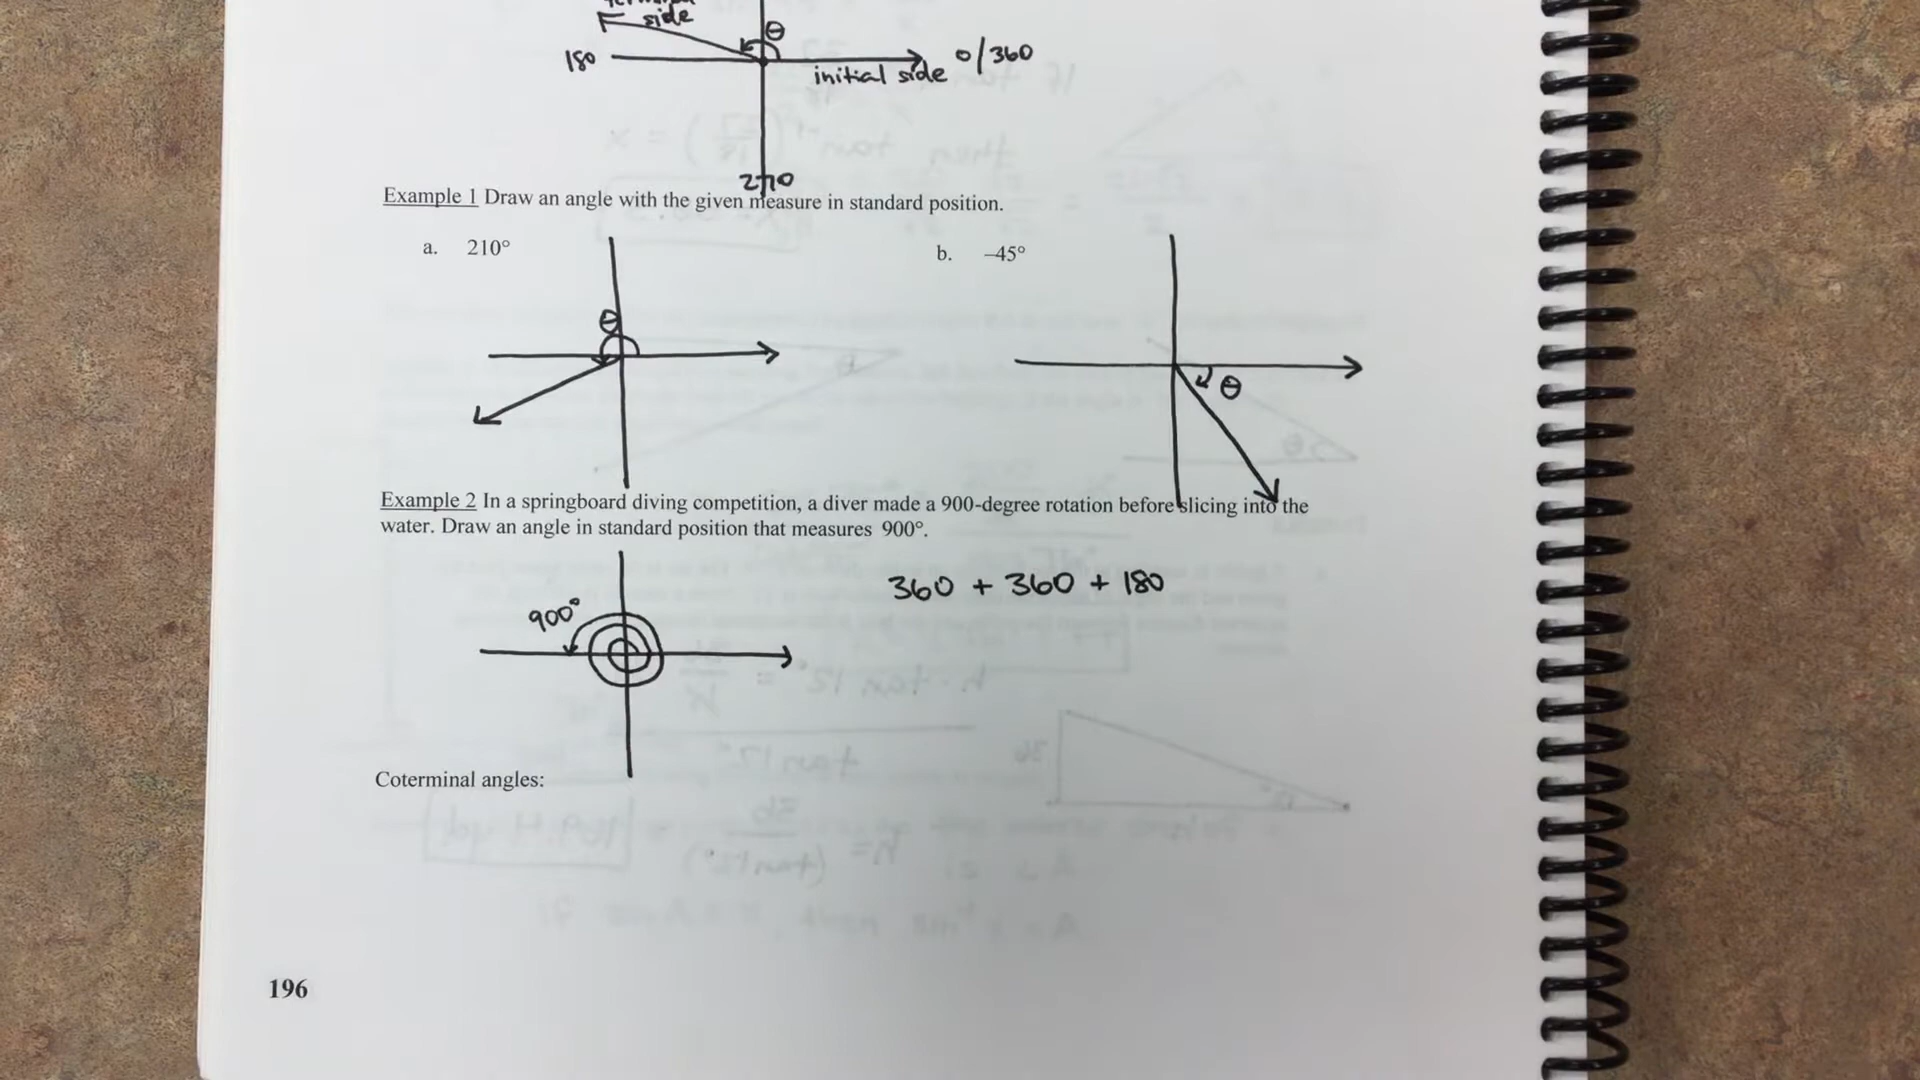 side
θ
180
0/360
initial side
270
Example 1 Draw an angle with the given measure in standard position.
a. 210°
b. –45°
θ
θ
Example 2 In a springboard diving competition, a diver made a 900-degree rotation before slicing into the
water. Draw an angle in standard position that measures 900°.
360 + 360 + 180
900°
Coterminal angles:
196